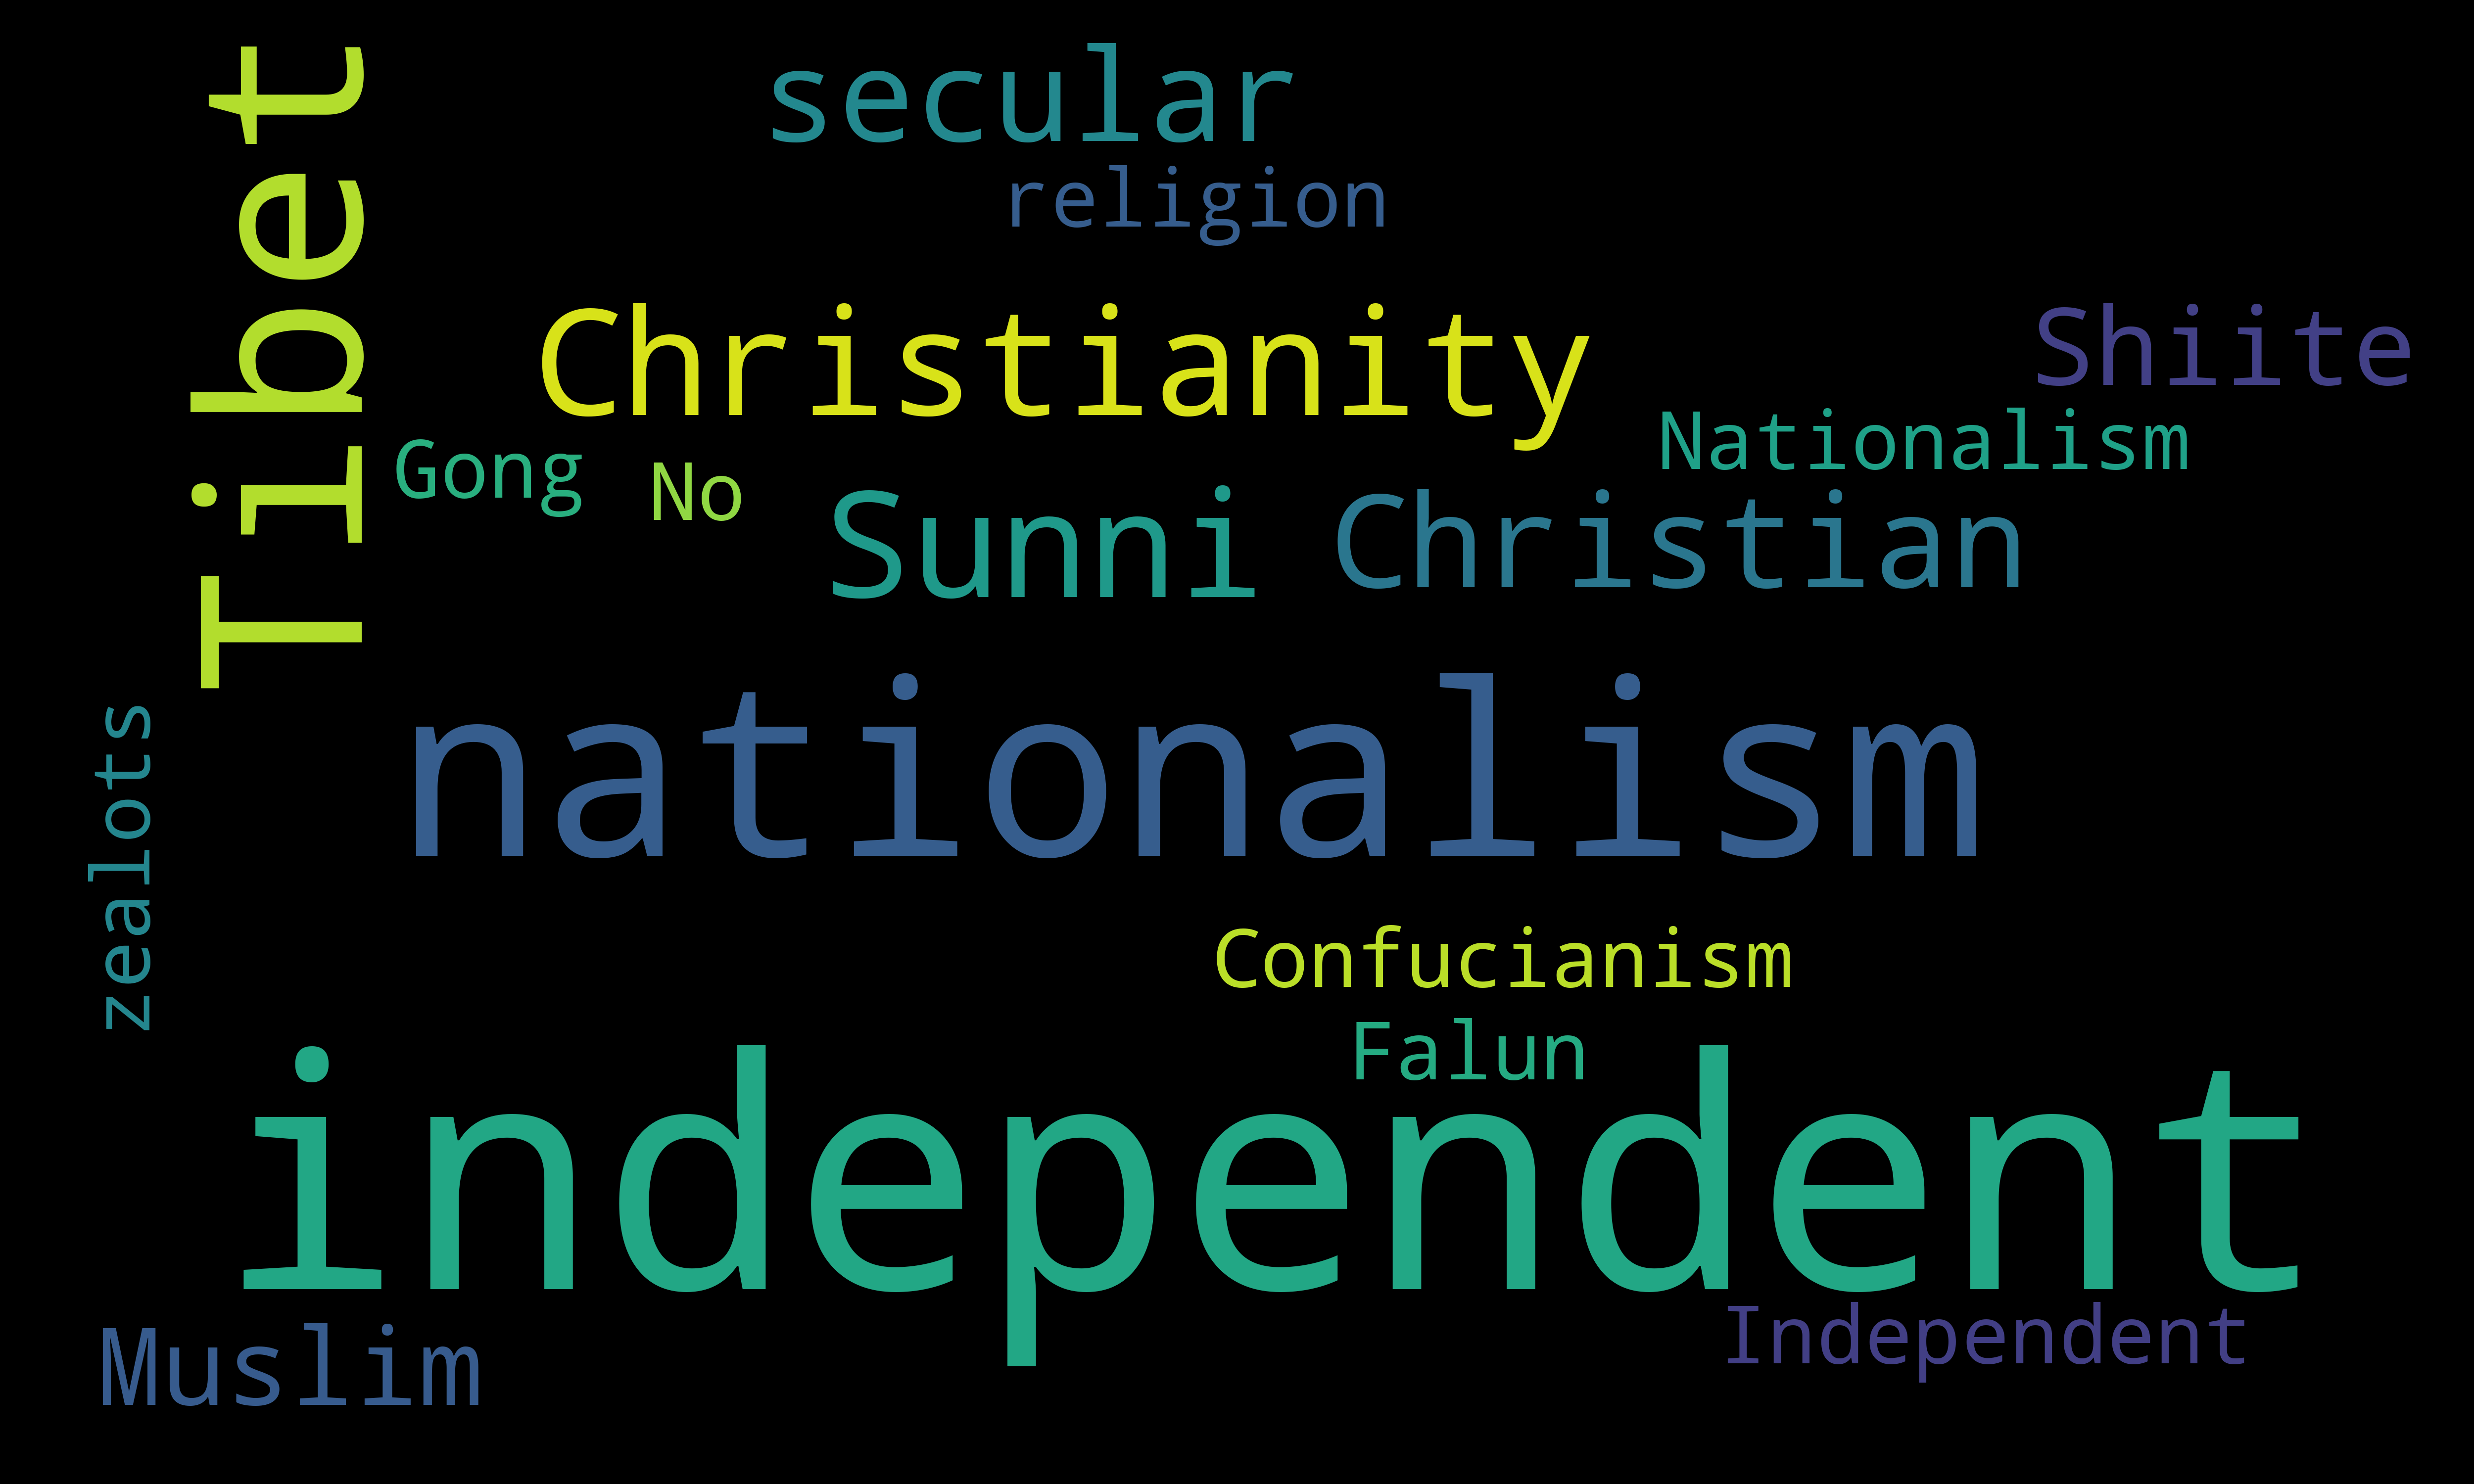 Tibet
secular
religion
Christianity
Shiite
Nationalism
Gong
No
Sunni
Christian
nationalism
zealots
Confucianism
Falun
independent
Muslim
Independent